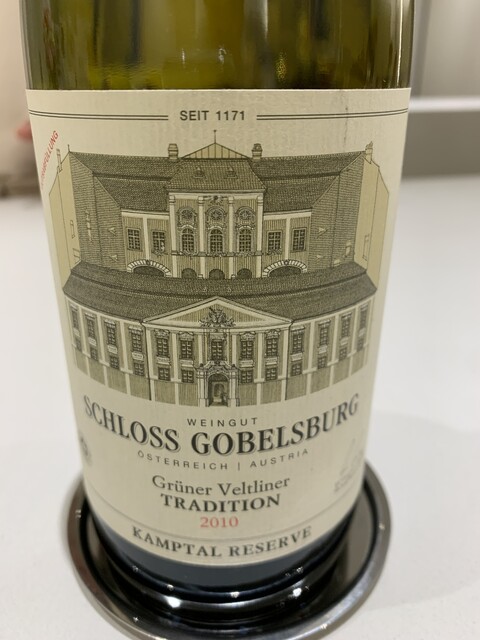 SEIT 1171
WEINGUT
SCHLOSS GOBELSBURG
ÖSTERREICH | AUSTRIA
Grüner Veltliner
TRADITION
2010
KAMPTAL RESERVE